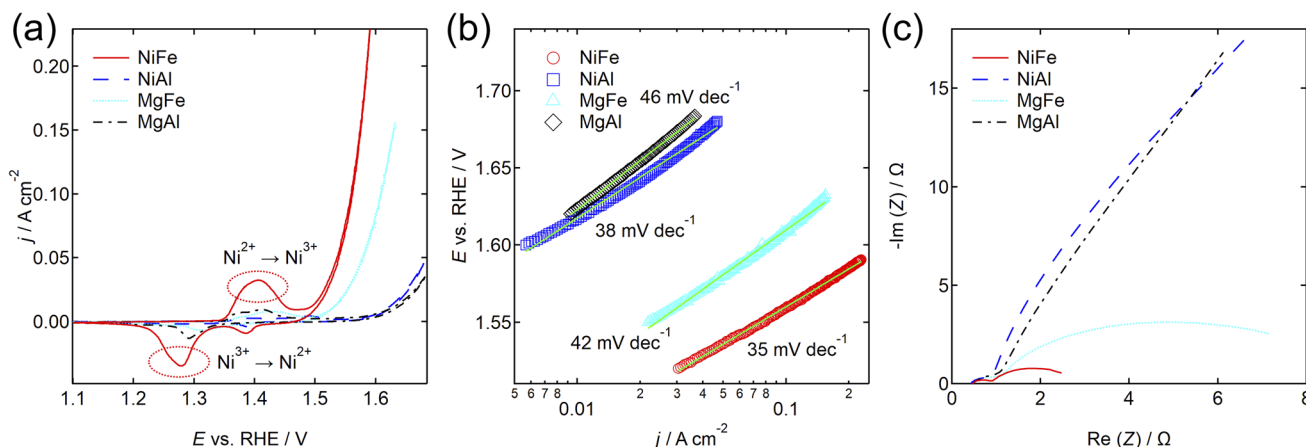 (a)
NiFe
NiAl
MgFe
MgAl
0.20
0.15
0.10
0.05
0.00
j / A cm⁻²
Ni²⁺ → Ni³⁺
Ni³⁺ → Ni²⁺
1.1 1.2 1.3 1.4 1.5 1.6
E vs. RHE / V
(b)
NiFe
NiAl
MgFe
MgAl
46 mV dec⁻¹
38 mV dec⁻¹
42 mV dec⁻¹
35 mV dec⁻¹
1.70
1.65
1.60
1.55
E vs. RHE / V
5 6 7 8 0.01 2 3 4 5 6 7 8 0.1 2
j / A cm⁻²
(c)
NiFe
NiAl
MgFe
MgAl
15
10
5
0
-Im (Z) / Ω
0 2 4 6 8
Re (Z) / Ω